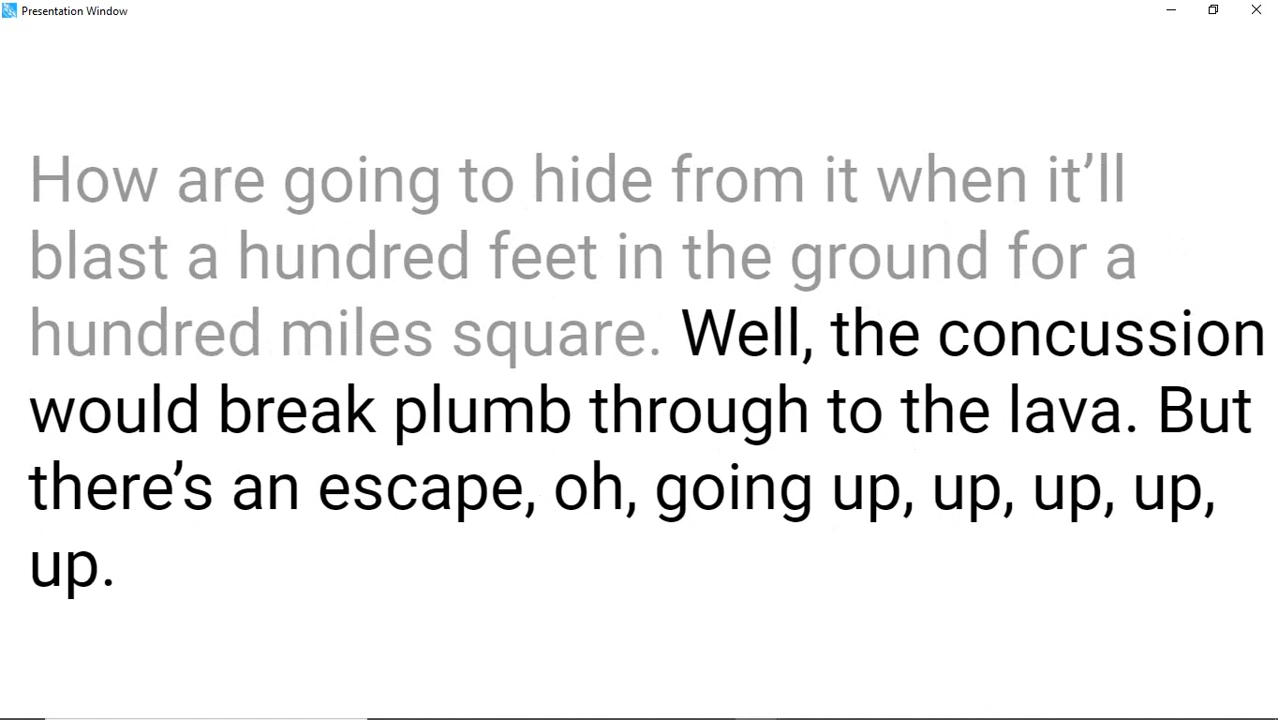 Presentation Window
How are going to hide from it when it’ll
blast a hundred feet in the ground for a
hundred miles square. Well, the concussion
would break plumb through to the lava. But
there’s an escape, oh, going up, up, up, up,
up.